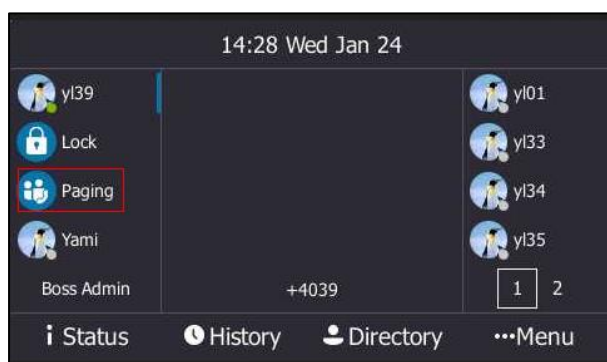 14:28 Wed Jan 24
yl39
Lock
Paging
Yami
yl01
yl33
yl34
yl35
Boss Admin
+4039
1 2
Status
History
Directory
Menu